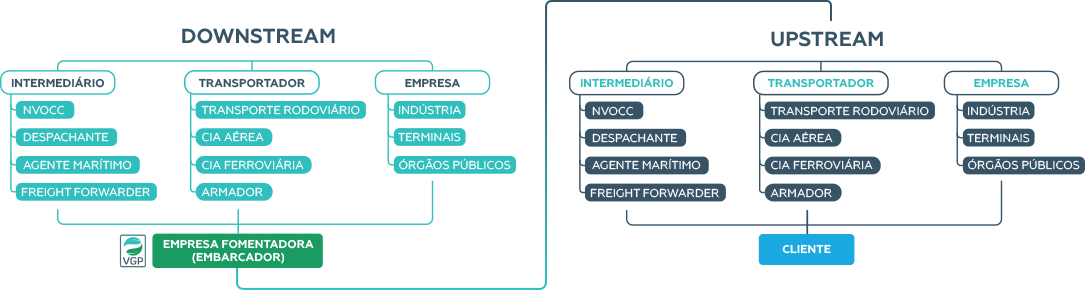 DOWNSTREAM
INTERMEDIÁRIO
NVOCC
DESPACHANTE
AGENTE MARÍTIMO
FREIGHT FORWARDER
TRANSPORTADOR
TRANSPORTE RODOVIÁRIO
CIA AÉREA
CIA FERROVIÁRIA
ARMADOR
EMPRESA
INDÚSTRIA
TERMINAIS
ÓRGÃOS PÚBLICOS
VGP
EMPRESA FOMENTADORA
(EMBARCADOR)
UPSTREAM
INTERMEDIÁRIO
NVOCC
DESPACHANTE
AGENTE MARÍTIMO
FREIGHT FORWARDER
TRANSPORTADOR
TRANSPORTE RODOVIÁRIO
CIA AÉREA
CIA FERROVIÁRIA
ARMADOR
EMPRESA
INDÚSTRIA
TERMINAIS
ÓRGÃOS PÚBLICOS
CLIENTE